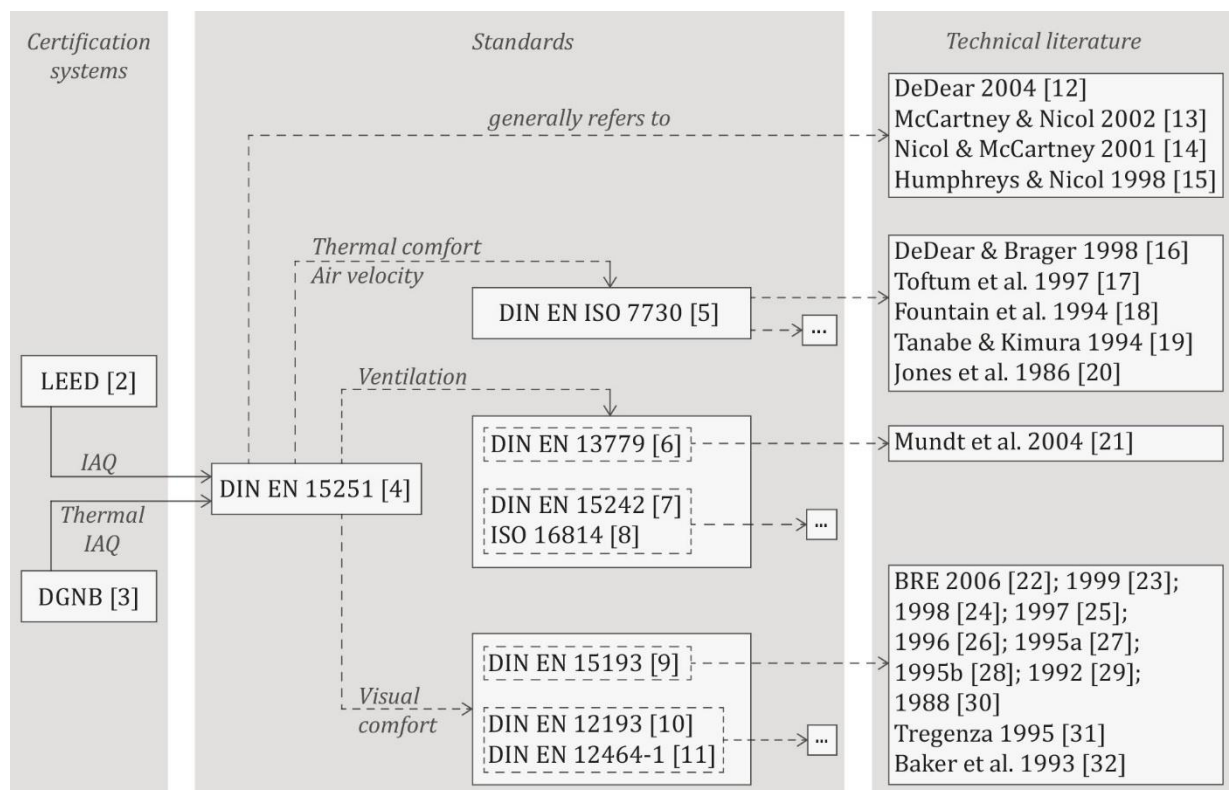 Certification
systems
Standards
Technical literature
generally refers to
DeDear 2004 [12]
McCartney & Nicol 2002 [13]
Nicol & McCartney 2001 [14]
Humphreys & Nicol 1998 [15]
Thermal comfort
Air velocity
DIN EN ISO 7730 [5]
...
DeDear & Brager 1998 [16]
Toftum et al. 1997 [17]
Fountain et al. 1994 [18]
Tanabe & Kimura 1994 [19]
Jones et al. 1986 [20]
LEED [2]
IAQ
Thermal
IAQ
DGNB [3]
DIN EN 15251 [4]
Ventilation
DIN EN 13779 [6]
Mundt et al. 2004 [21]
DIN EN 15242 [7]
ISO 16814 [8]
...
Visual
comfort
DIN EN 15193 [9]
DIN EN 12193 [10]
DIN EN 12464-1 [11]
...
BRE 2006 [22]; 1999 [23];
1998 [24]; 1997 [25];
1996 [26]; 1995a [27];
1995b [28]; 1992 [29];
1988 [30]
Tregenza 1995 [31]
Baker et al. 1993 [32]